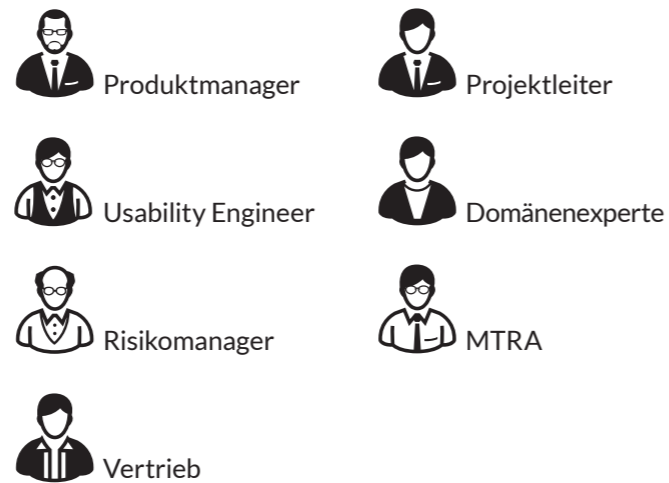 Produktmanager
Projektleiter
Usability Engineer
Domänenexperte
Risikomanager
MTRA
Vertrieb